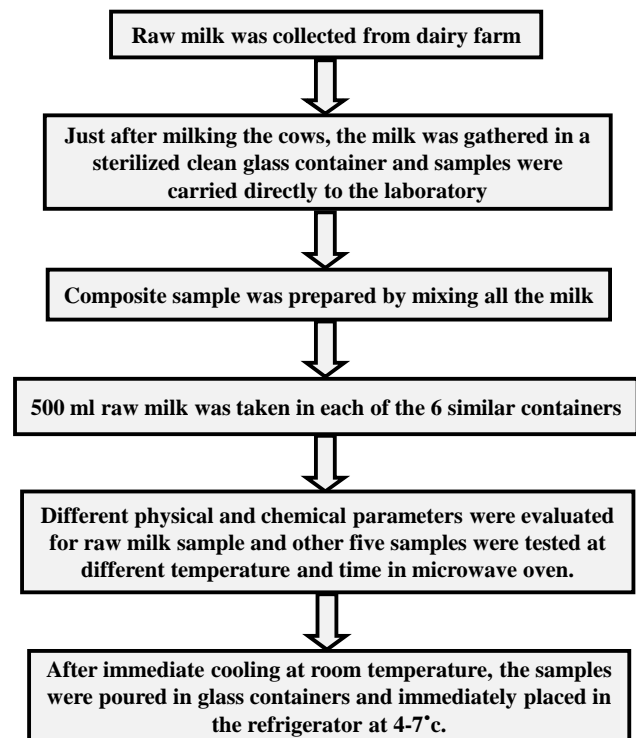 Raw milk was collected from dairy farm
Just after milking the cows, the milk was gathered in a
sterilized clean glass container and samples were
carried directly to the laboratory
Composite sample was prepared by mixing all the milk
500 ml raw milk was taken in each of the 6 similar containers
Different physical and chemical parameters were evaluated
for raw milk sample and other five samples were tested at
different temperature and time in microwave oven.
After immediate cooling at room temperature, the samples
were poured in glass containers and immediately placed in
the refrigerator at 4-7˚c.